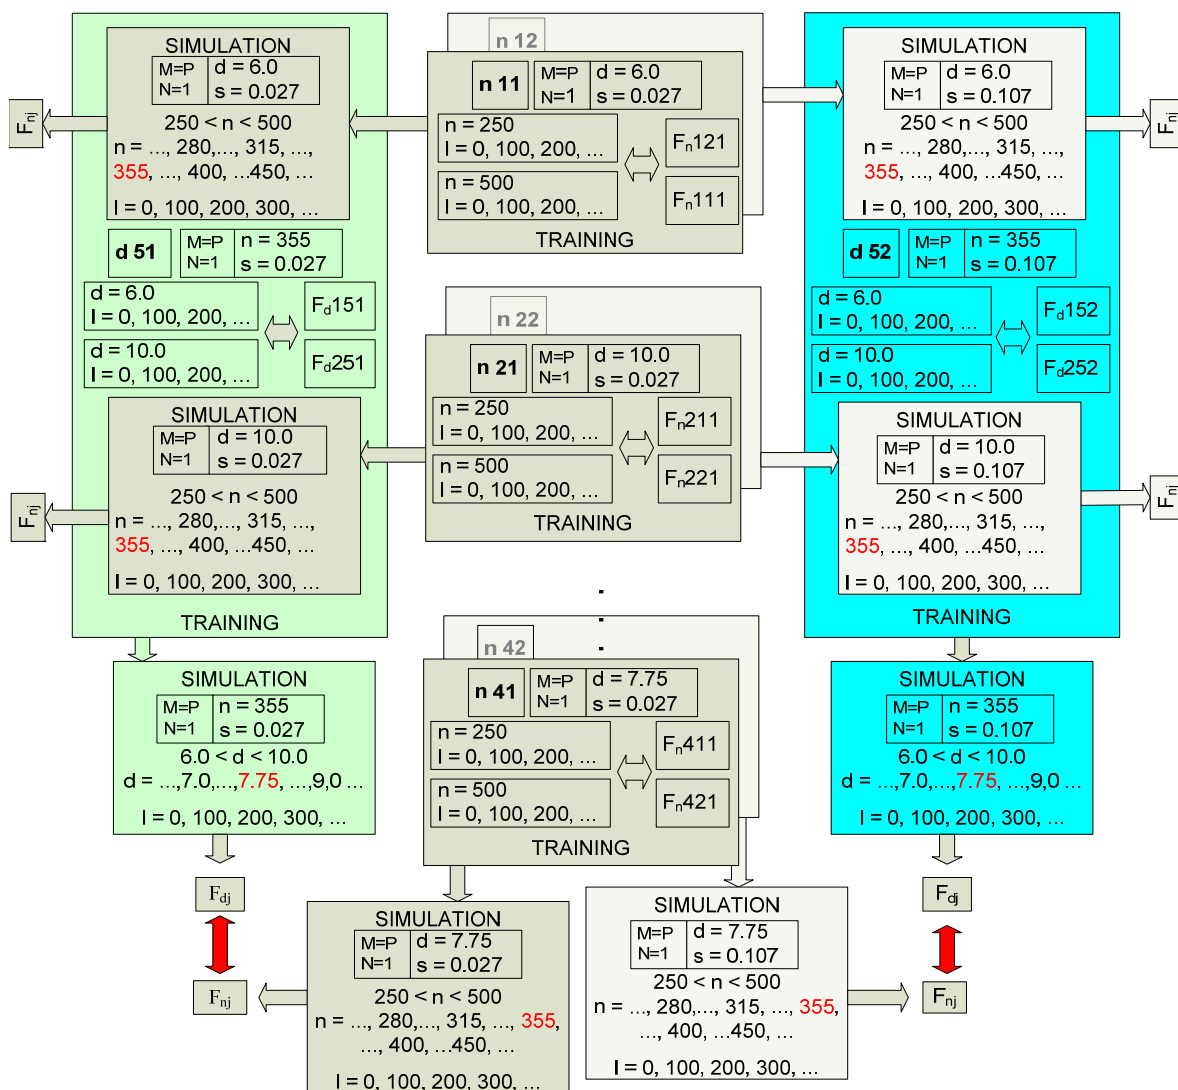 SIMULATION
M=P
N=1
d = 6.0
s = 0.027
250 < n < 500
n = ..., 280,..., 315, ...,
355, ..., 400, ...450, ...
l = 0, 100, 200, 300, ...
Fnj
d 51
M=P
N=1
n = 355
s = 0.027
d = 6.0
l = 0, 100, 200, ...
Fd151
d = 10.0
l = 0, 100, 200, ...
Fd251
SIMULATION
M=P
N=1
d = 10.0
s = 0.027
250 < n < 500
n = ..., 280,..., 315, ...,
355, ..., 400, ...450, ...
l = 0, 100, 200, 300, ...
Fnj
TRAINING
SIMULATION
M=P
N=1
n = 355
s = 0.027
6.0 < d < 10.0
d = ...,7.0,...,7.75, ...,9,0 ...
l = 0, 100, 200, 300, ...
Fdj
Fnj
n 12
n 11
M=P
N=1
d = 6.0
s = 0.027
n = 250
l = 0, 100, 200, ...
Fn121
n = 500
l = 0, 100, 200, ...
Fn111
TRAINING
n 22
n 21
M=P
N=1
d = 10.0
s = 0.027
n = 250
l = 0, 100, 200, ...
Fn211
n = 500
l = 0, 100, 200, ...
Fn221
TRAINING
n 42
n 41
M=P
N=1
d = 7.75
s = 0.027
n = 250
l = 0, 100, 200, ...
Fn411
n = 500
l = 0, 100, 200, ...
Fn421
TRAINING
SIMULATION
M=P
N=1
d = 7.75
s = 0.027
250 < n < 500
n = ..., 280,..., 315, ..., 355,
..., 400, ...450, ...
l = 0, 100, 200, 300, ...
SIMULATION
M=P
N=1
d = 7.75
s = 0.107
250 < n < 500
n = ..., 280,..., 315, ..., 355,
..., 400, ...450, ...
l = 0, 100, 200, 300, ...
SIMULATION
M=P
N=1
d = 6.0
s = 0.107
250 < n < 500
n = ..., 280,..., 315, ...,
355, ..., 400, ...450, ...
l = 0, 100, 200, 300, ...
Fnj
d 52
M=P
N=1
n = 355
s = 0.107
d = 6.0
l = 0, 100, 200, ...
Fd152
d = 10.0
l = 0, 100, 200, ...
Fd252
SIMULATION
M=P
N=1
d = 10.0
s = 0.107
250 < n < 500
n = ..., 280,..., 315, ...,
355, ..., 400, ...450, ...
l = 0, 100, 200, 300, ...
Fnj
TRAINING
SIMULATION
M=P
N=1
n = 355
s = 0.107
6.0 < d < 10.0
d = ...,7.0,...,7.75, ...,9,0 ...
l = 0, 100, 200, 300, ...
Fdj
Fnj